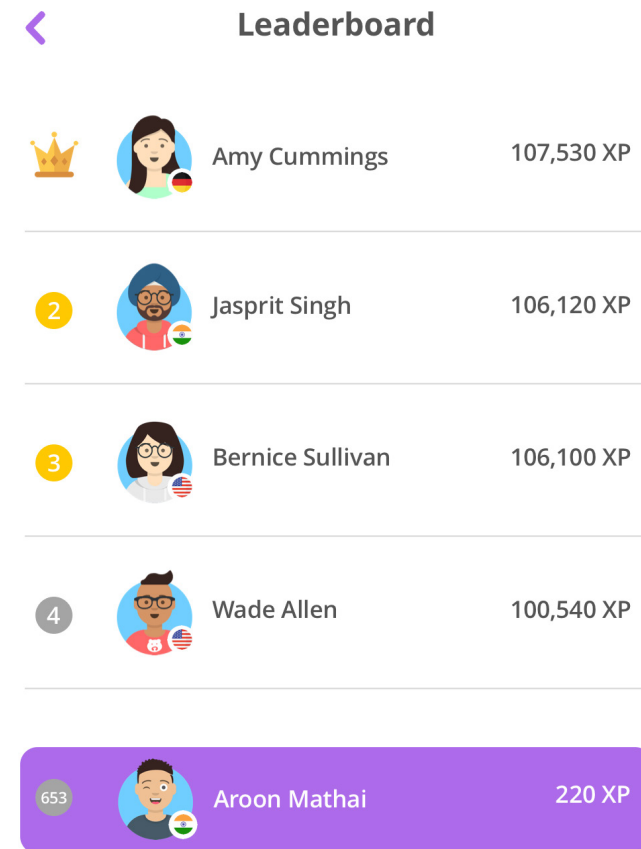 Leaderboard
Amy Cummings 107,530 XP
2 Jasprit Singh 106,120 XP
3 Bernice Sullivan 106,100 XP
4 Wade Allen 100,540 XP
653 Aroon Mathai 220 XP